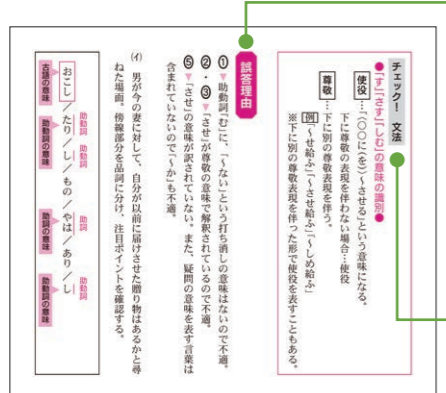 チェック! 文法
●「す」「さす」「しむ」の意味の識別●
使役…「(○○に〈を〉)〜させる」という意味になる。
下に尊敬の表現を伴わない場合…使役
尊敬…下に別の尊敬表現を伴う。
例「〜せ給ふ」「〜させ給ふ」「〜しめ給ふ」
※下に別の尊敬表現を伴った形で使役を表すこともある。
誤答理由
①▼助動詞「む」に、「〜ない」という打ち消しの意味はないので不適。
②・③▼「させ」が尊敬の意味で解釈されているので不適。
⑤▼「させ」の意味が訳されていない。また、疑問の意味を表す言葉は
含まれていないので「〜か」も不適。
(イ) 男が今の妻に対して、自分が以前に届けさせた贈り物はあるかと尋
ねた場面。傍線部分を品詞に分け、注目ポイントを確認する。
助動詞 助動詞 助詞 助動詞
おこし/たり/し/もの/やは/あり/し
古語の意味 助動詞の意味 助詞の意味 助動詞の意味